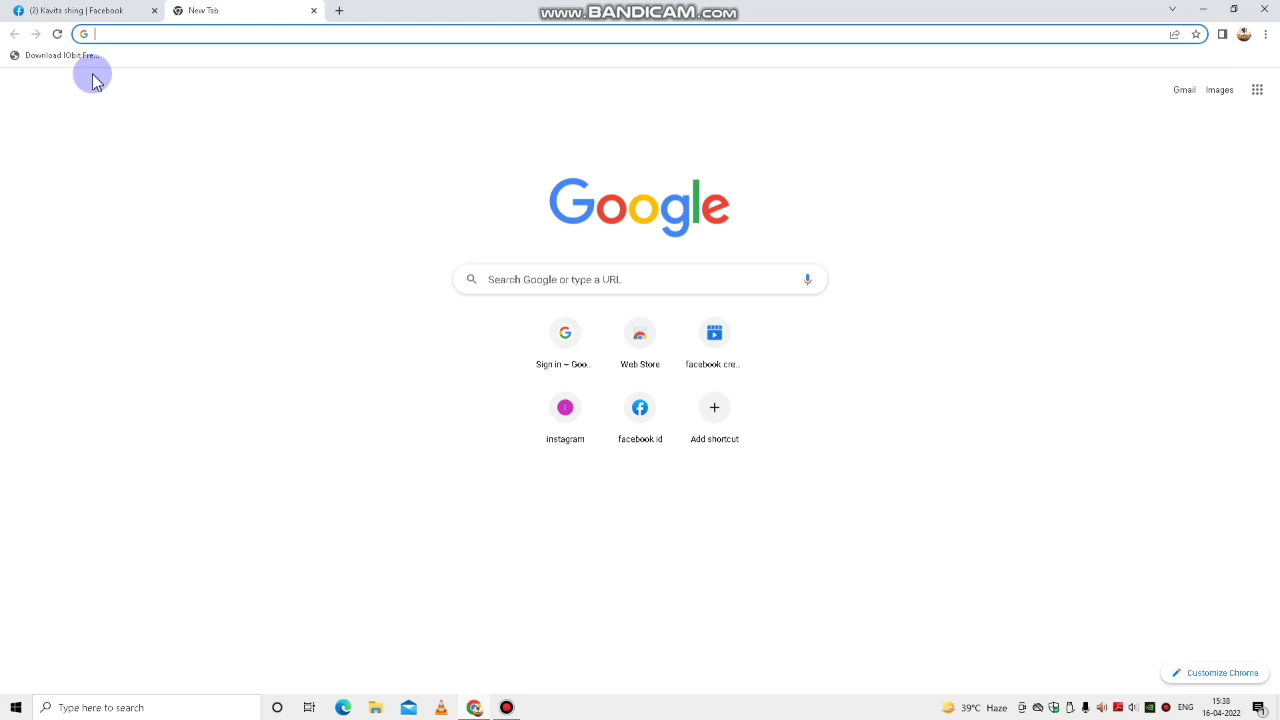 (2) Kavita shing | Facebook
New Tab
www.BANDICAM.com
Download IObit Fre...
Gmail
Images
Google
Search Google or type a URL
Sign in – Goo...
Web Store
facebook cre...
I
instagram
facebook id
Add shortcut
Customize Chrome
Type here to search
39°C Haze
ENG
15:38
15-04-2022
1